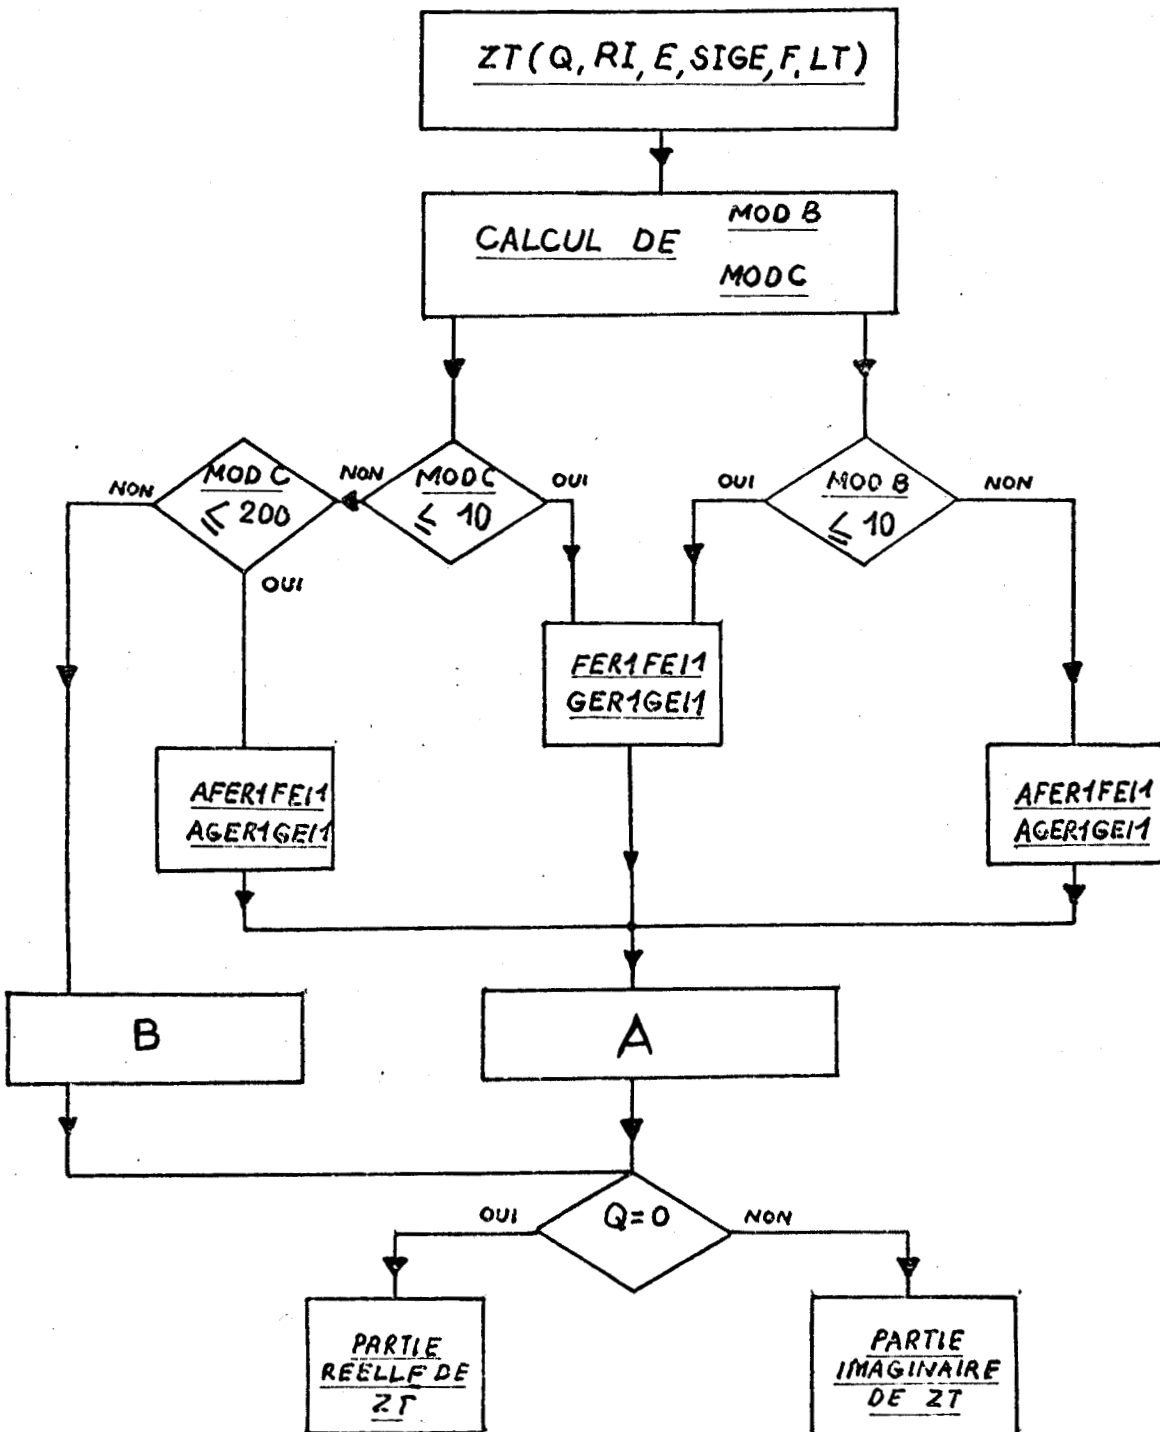 ZT(Q, RI, E, SIGE, F, LT)
CALCUL DE
MOD B
MOD C
NON
MOD C
≤ 200
OUI
NON
MOD C
≤ 10
OUI
OUI
MOD B
≤ 10
NON
FER1FEI1
GER1GEI1
AFER1FEI1
AGER1GEI1
AFER1FEI1
AGER1GEI1
B
A
OUI
Q=0
NON
PARTIE
RÉELLE DE
ZT
PARTIE
IMAGINAIRE
DE ZT